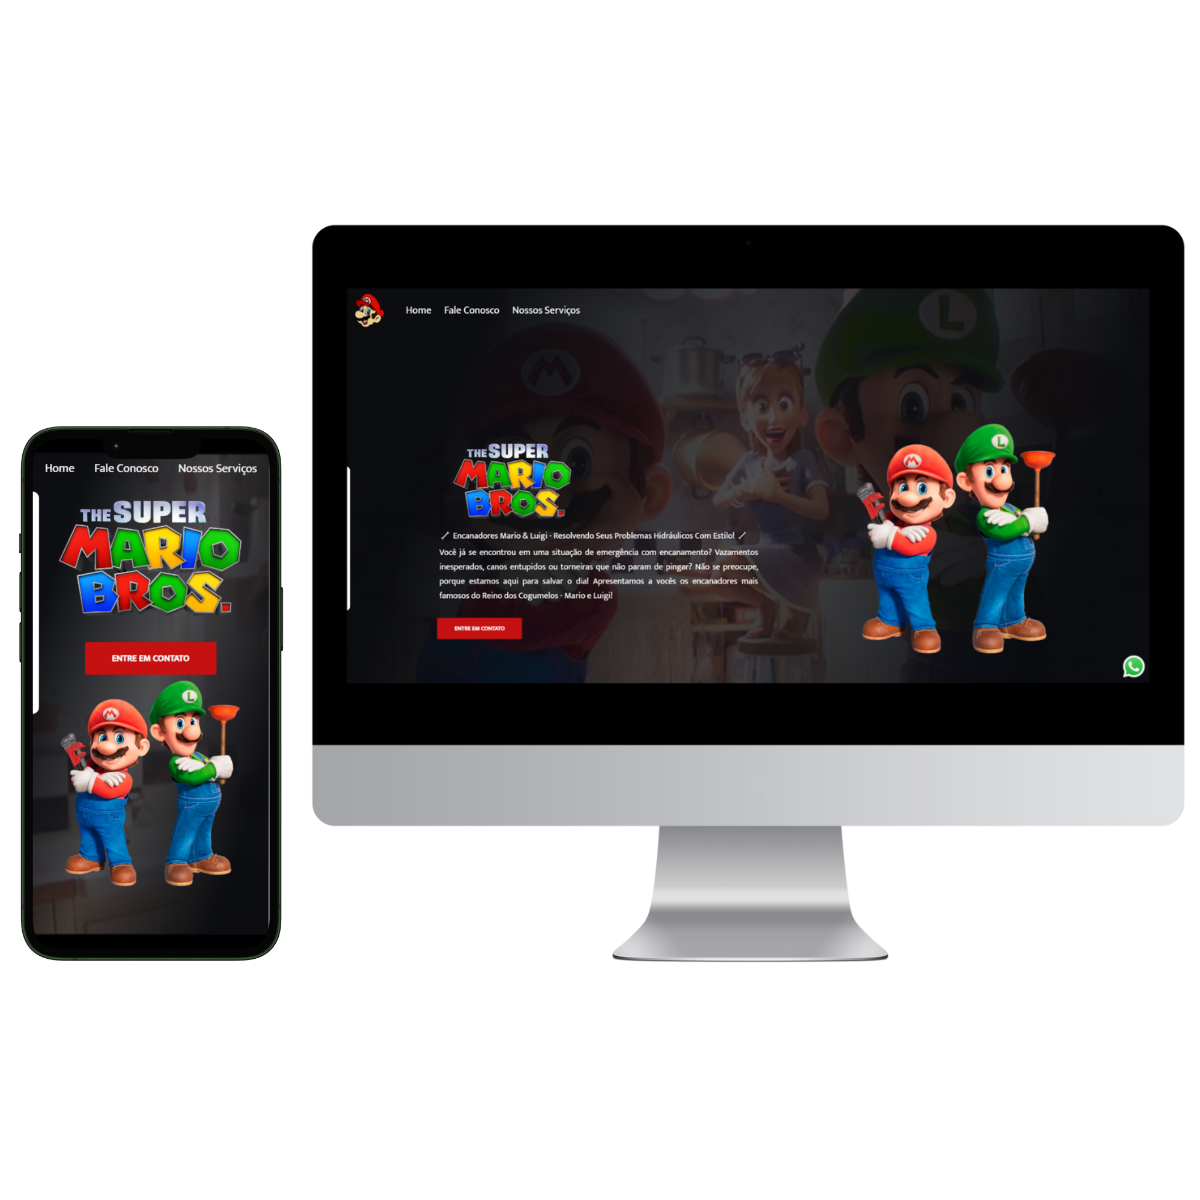 Home Fale Conosco Nossos Serviços
THE SUPER
MARIO
BROS.
ENTRE EM CONTATO
M
L
Home Fale Conosco Nossos Serviços
M
L
THE SUPER
MARIO
BROS.
Encanadores Mario & Luigi - Resolvendo Seus Problemas Hidráulicos Com Estilo!
Você já se encontrou em uma situação de emergência com encanamento? Vazamentos
inesperados, canos entupidos ou torneiras que não param de pingar? Não se preocupe,
porque estamos aqui para salvar o dia! Apresentamos a vocês os encanadores mais
famosos do Reino dos Cogumelos - Mario e Luigi!
ENTRE EM CONTATO
M
L